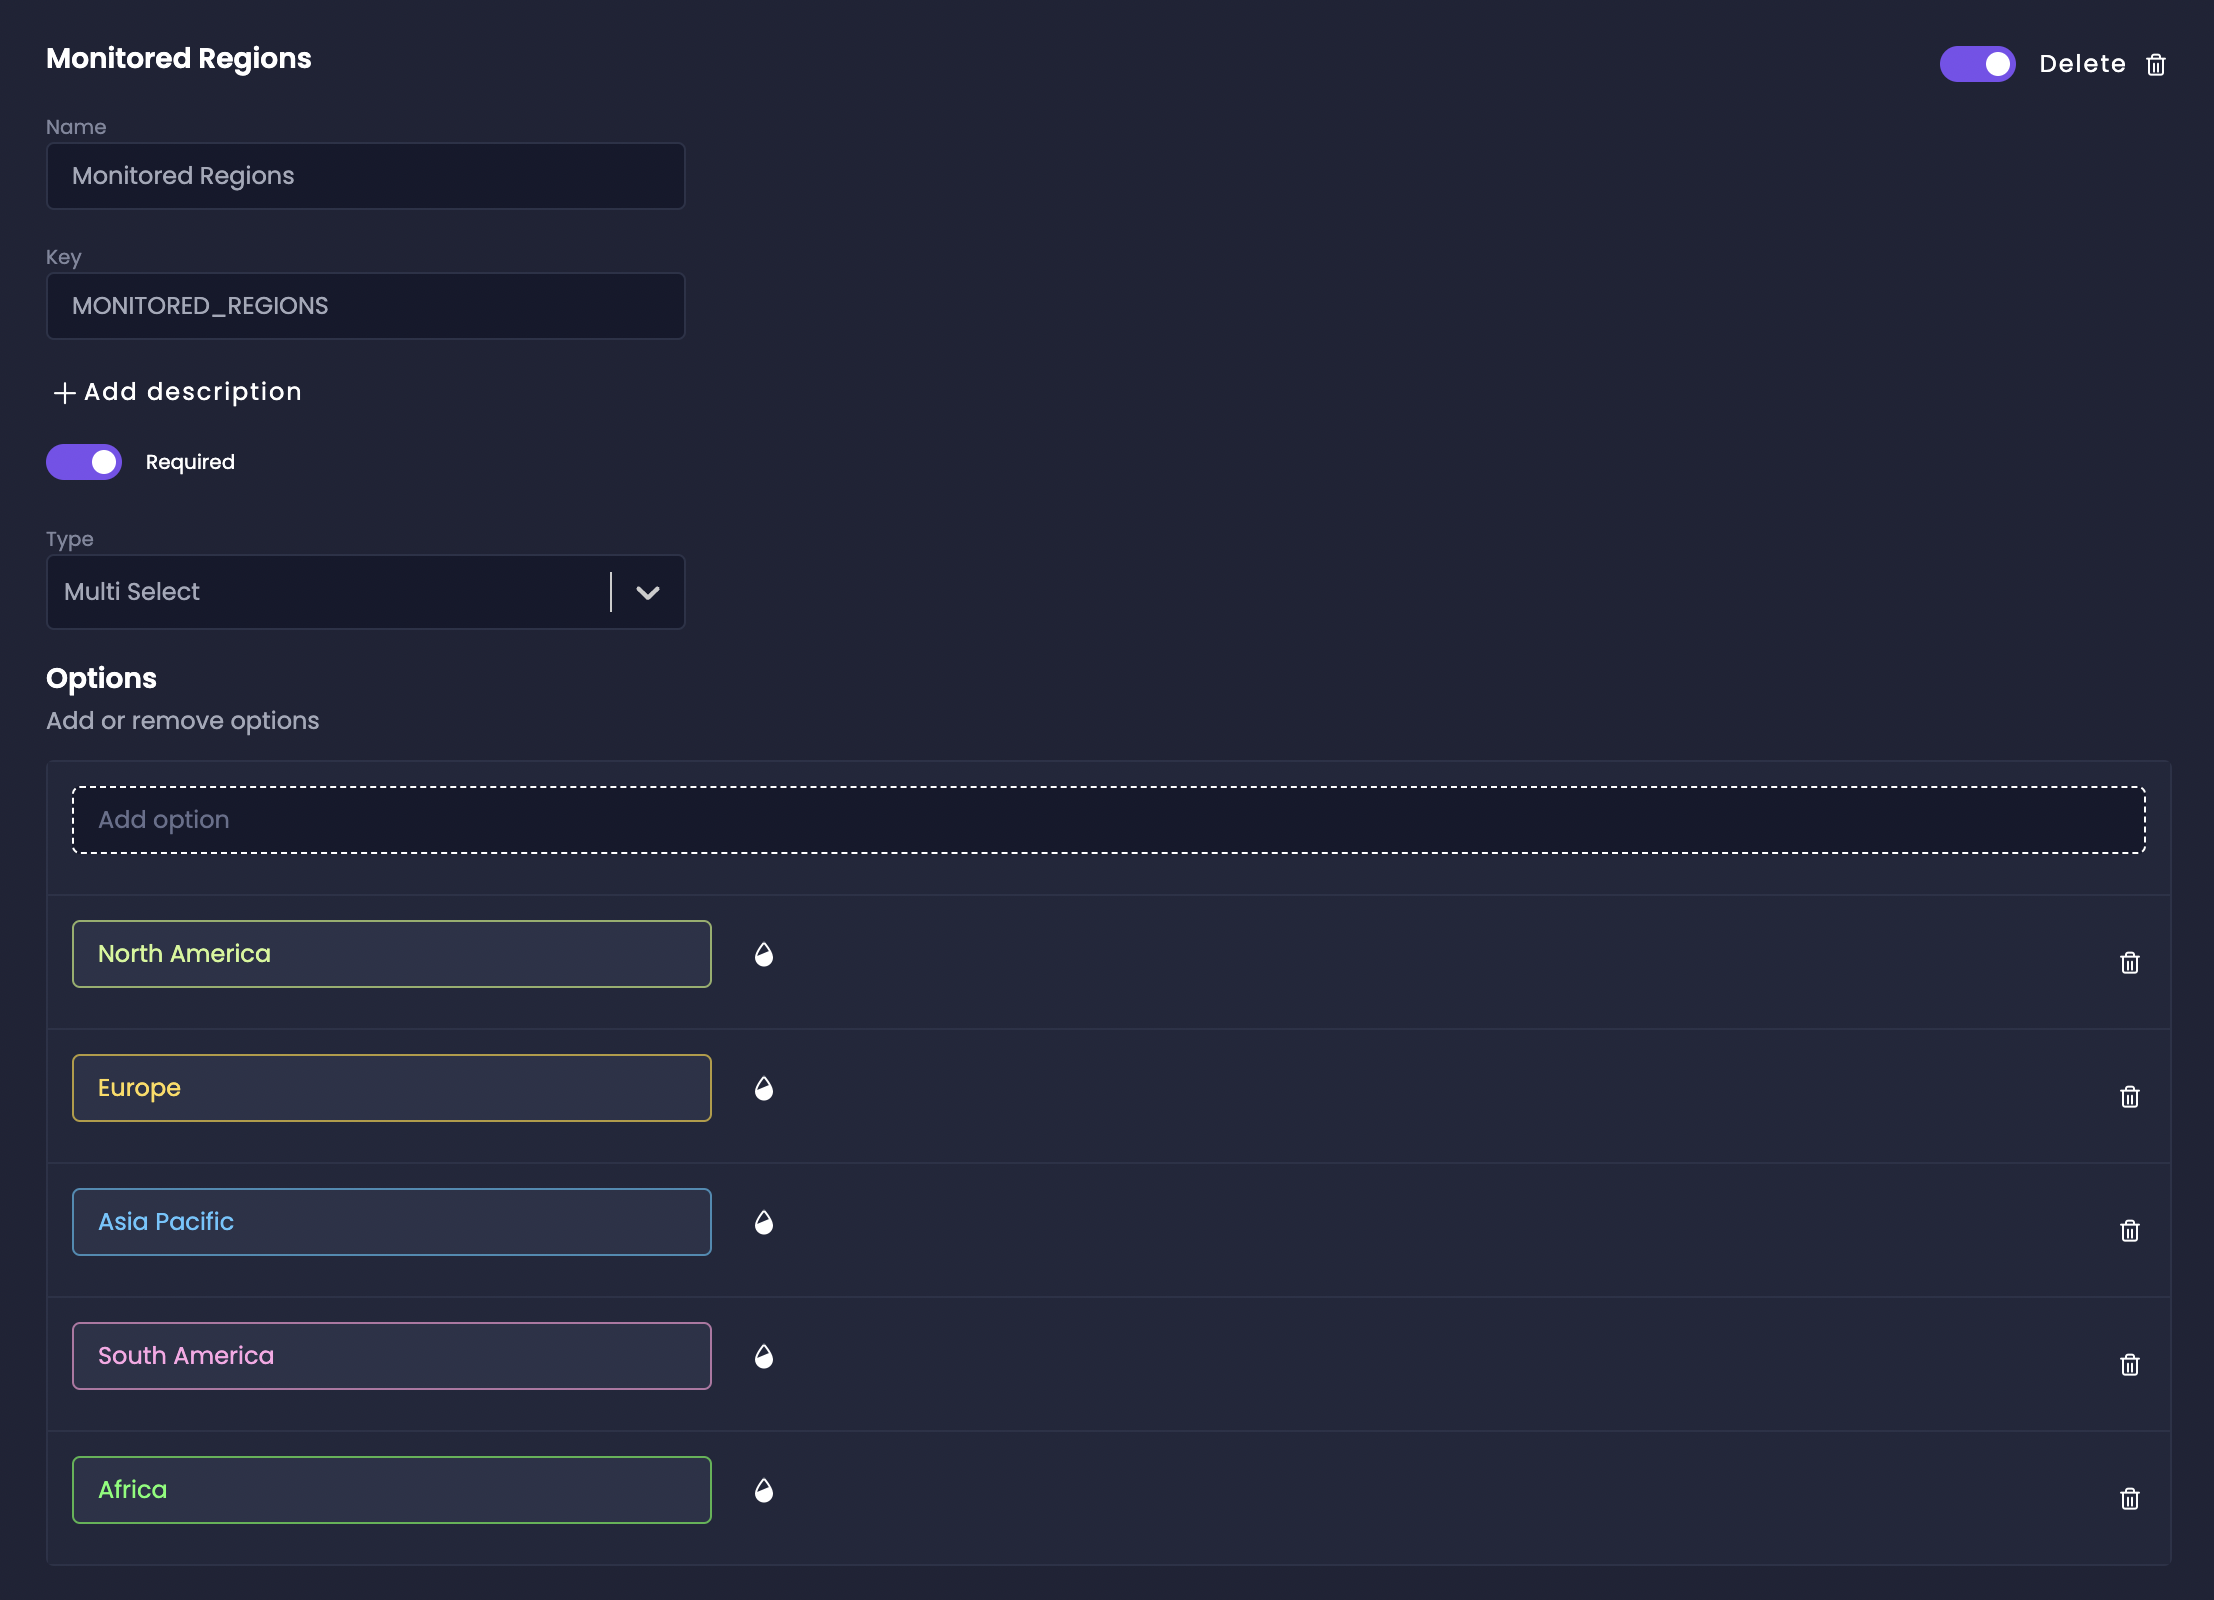 Monitored Regions
Delete
Name
Monitored Regions
Key
MONITORED_REGIONS
Add description
Required
Type
Multi Select
Options
Add or remove options
Add option
North America
Europe
Asia Pacific
South America
Africa